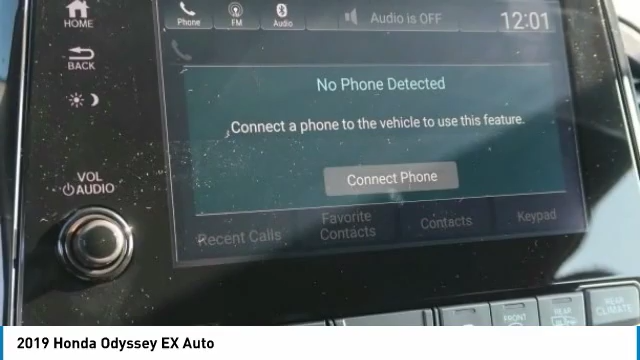 HOME
Phone
FM
Audio
Audio is OFF
12:01
BACK
No Phone Detected
Connect a phone to the vehicle to use this feature.
Connect Phone
VOL
AUDIO
Recent Calls
Favorite
Contacts
Contacts
Keypad
FRONT
REAR
REAR
CLIMATE
2019 Honda Odyssey EX Auto